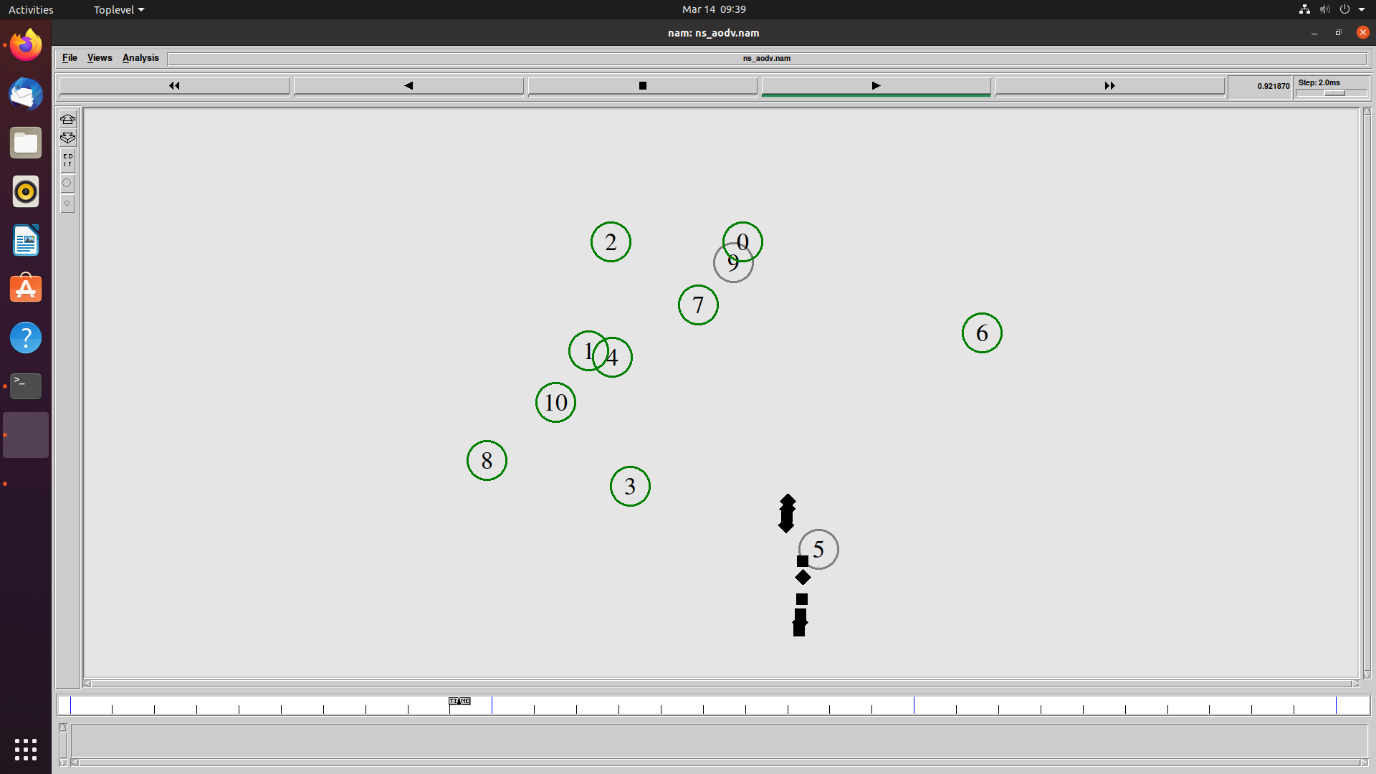 Activities Toplevel Mar 14 09:39
nam: ns_aodv.nam
File Views Analysis ns_aodv.nam
0.921870 Step: 2.0ms
E D
I T
2 0
9
7
6
1 4
10
8
3
5